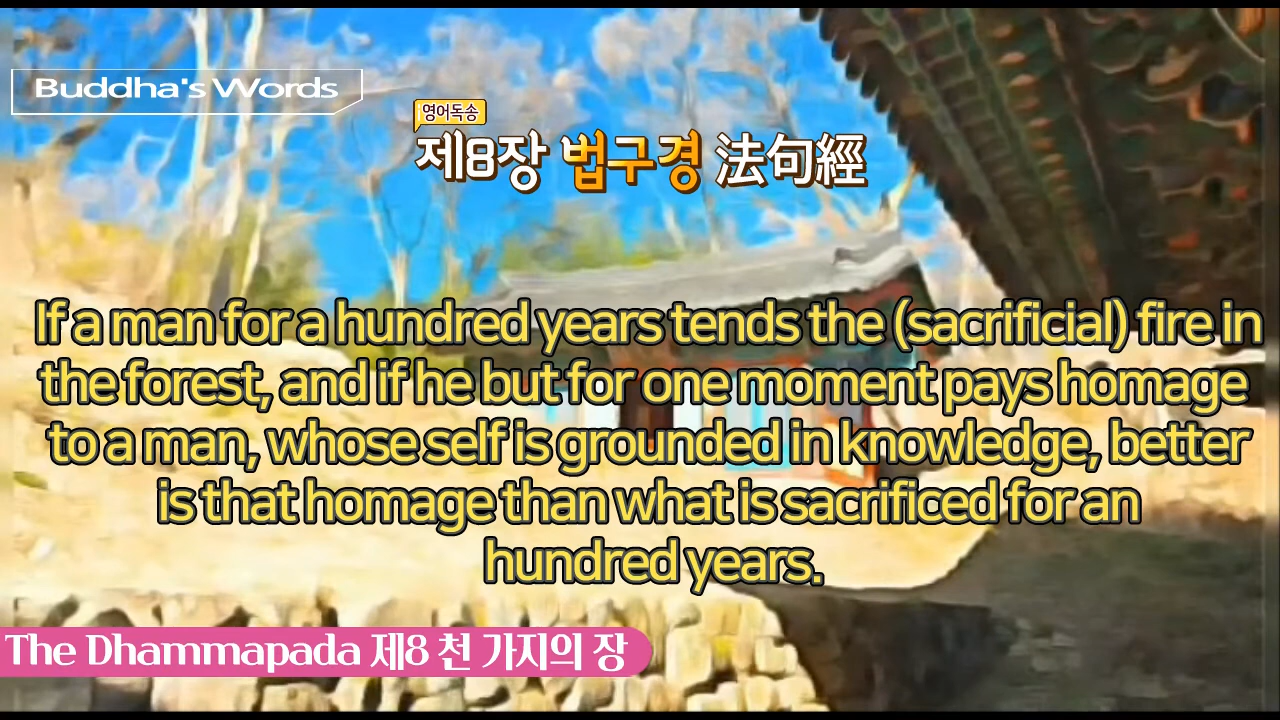 Buddha's Words
영어독송
제8장 법구경 法句經
If a man for a hundred years tends the (sacrificial) fire in
the forest, and if he but for one moment pays homage
to a man, whose self is grounded in knowledge, better
is that homage than what is sacrificed for an
hundred years.
The Dhammapada 제8 천 가지의 장